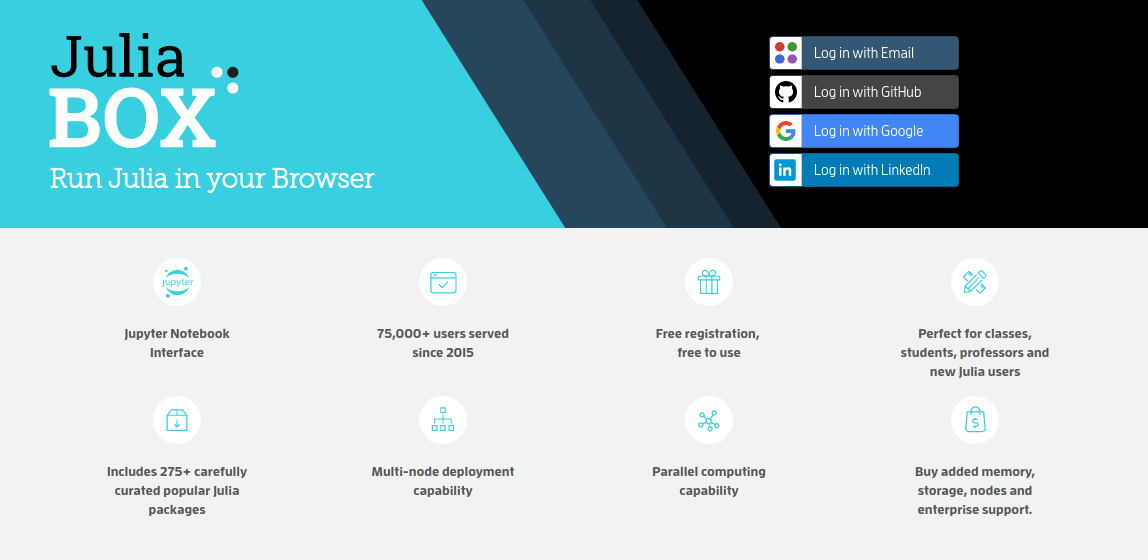 Julia
BOX
Run Julia in your Browser
Log in with Email
Log in with GitHub
Log in with Google
in
Log in with LinkedIn
jupyter
Jupyter Notebook
Interface
75,000+ users served
since 2015
Free registration,
free to use
Perfect for classes,
students, professors and
new Julia users
Includes 275+ carefully
curated popular Julia
packages
Multi-node deployment
capability
Parallel computing
capability
$
Buy added memory,
storage, nodes and
enterprise support.